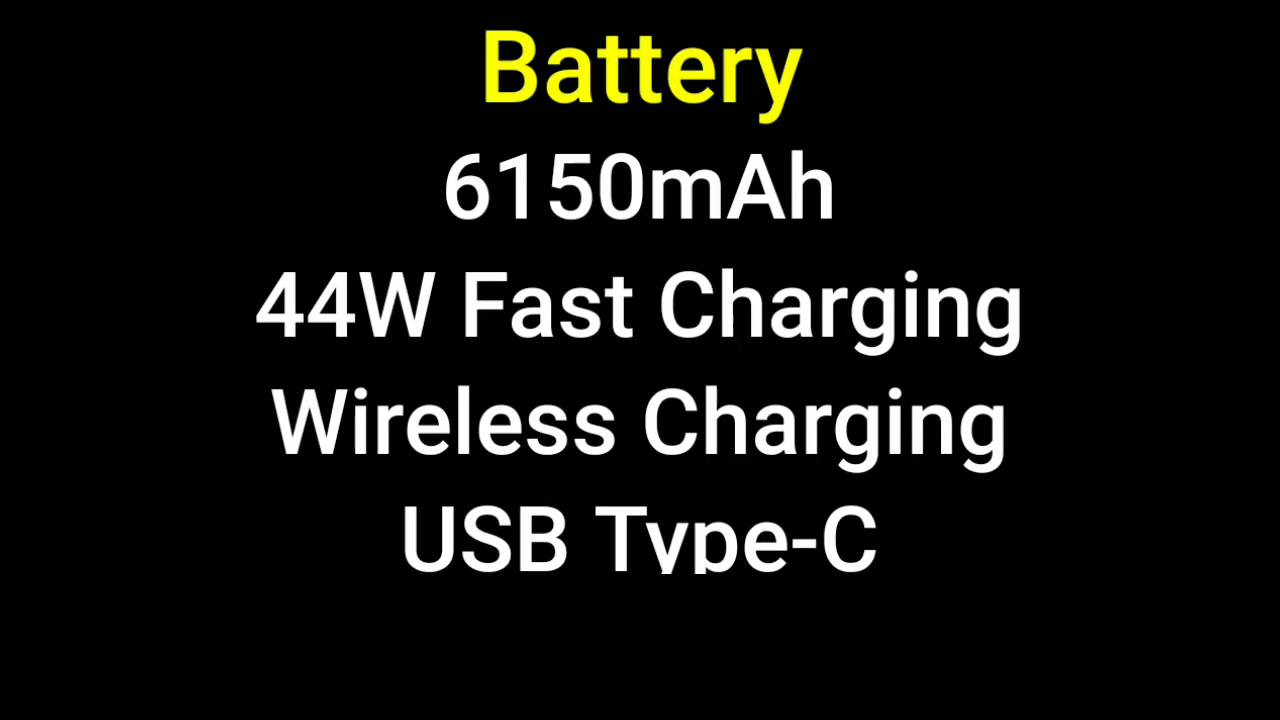 Battery
6150mAh
44W Fast Charging
Wireless Charging
USB Type-C